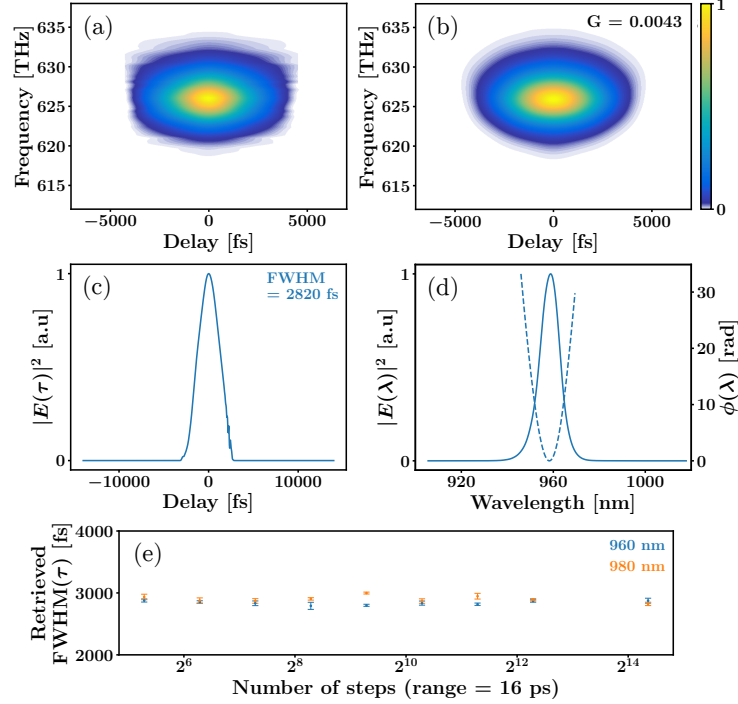 (a)
635
630
625
620
615
Frequency [THz]
−5000 0 5000
Delay [fs]
(b)
G = 0.0043
635
630
625
620
615
Frequency [THz]
−5000 0 5000
Delay [fs]
1
0
(c)
FWHM
= 2820 fs
1
0
|E(τ)|² [a.u]
−10000 0 10000
Delay [fs]
(d)
1
0
|E(λ)|² [a.u]
30
20
10
0
ϕ(λ) [rad]
920 960 1000
Wavelength [nm]
(e)
960 nm
980 nm
4000
3000
2000
Retrieved
FWHM(τ) [fs]
2⁶ 2⁸ 2¹⁰ 2¹² 2¹⁴
Number of steps (range = 16 ps)